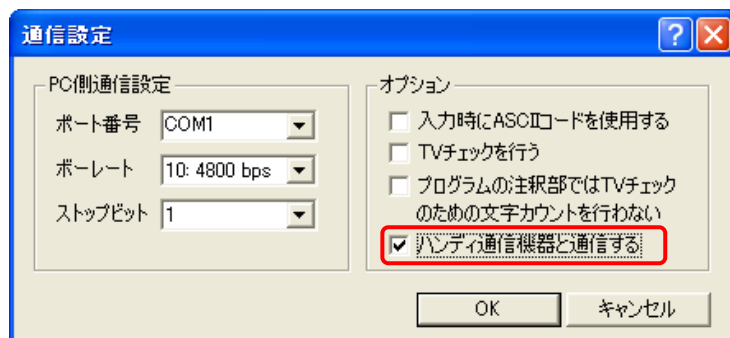 通信設定
PC側通信設定
ポート番号 COM1
ボーレート 10: 4800 bps
ストップビット 1
オプション
入力時にASCIIコードを使用する
TVチェックを行う
プログラムの注釈部ではTVチェック
のための文字カウントを行わない
ハンディ通信機器と通信する
OK キャンセル